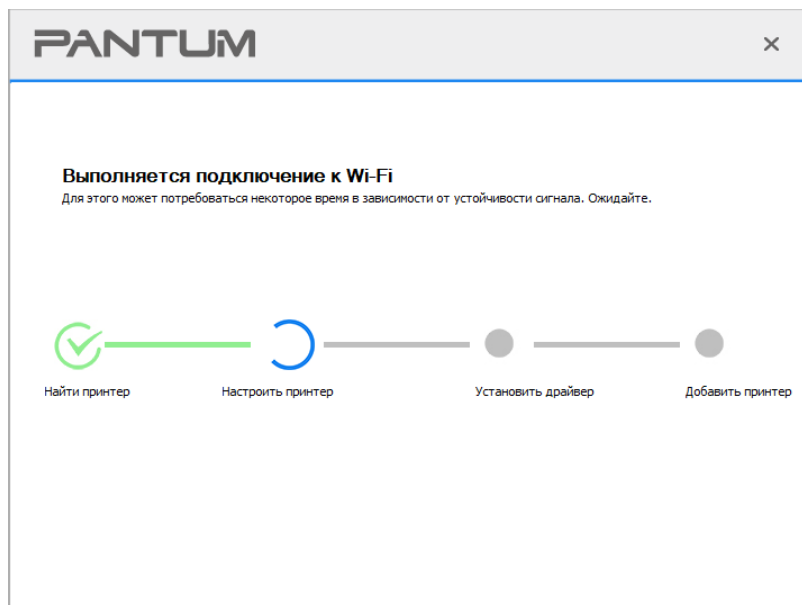 PANTUM
Выполняется подключение к Wi-Fi
Для этого может потребоваться некоторое время в зависимости от устойчивости сигнала. Ожидайте.
Найти принтер
Настроить принтер
Установить драйвер
Добавить принтер